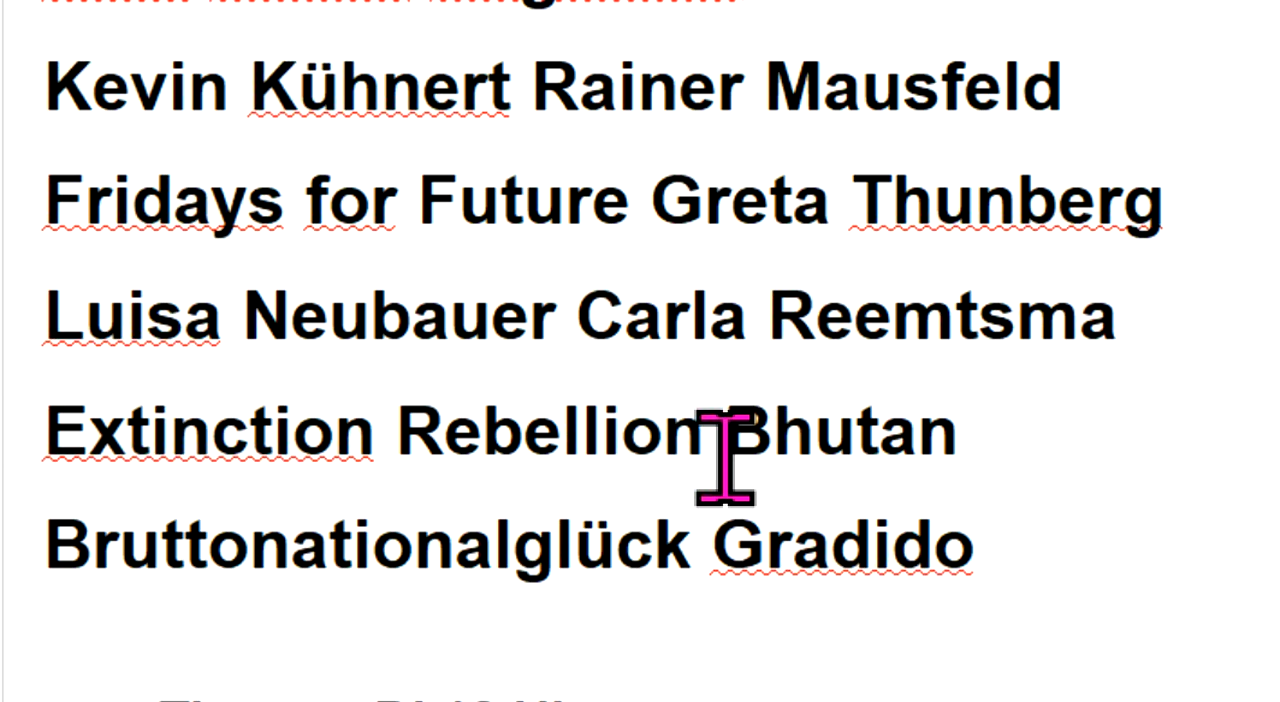 Kevin Kühnert Rainer Mausfeld
Fridays for Future Greta Thunberg
Luisa Neubauer Carla Reemtsma
Extinction Rebellion Bhutan
Bruttonationalglück Gradido